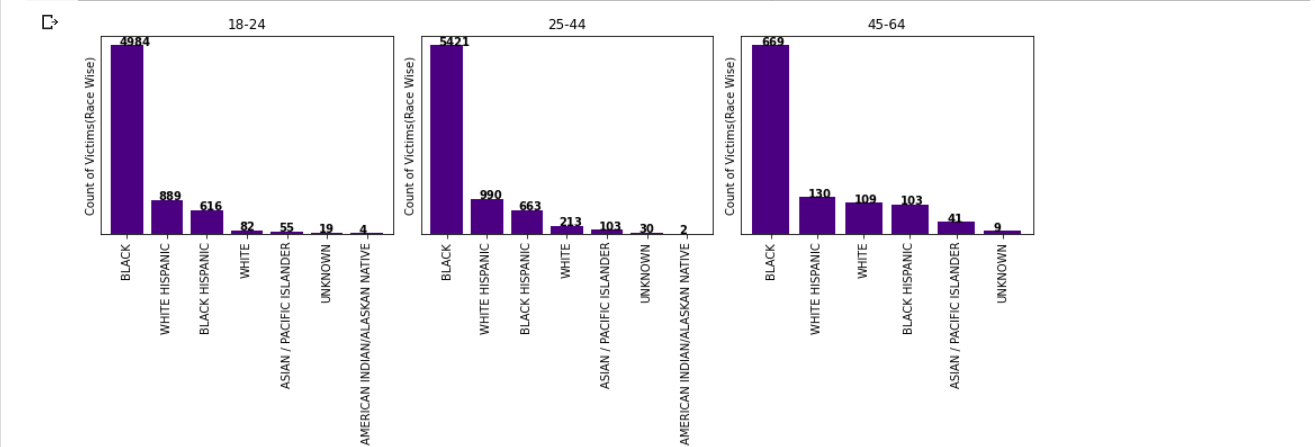 18-24
Count of Victims(Race Wise)
4984
889
616
82
55
19
4
BLACK
WHITE HISPANIC
BLACK HISPANIC
WHITE
ASIAN / PACIFIC ISLANDER
UNKNOWN
AMERICAN INDIAN/ALASKAN NATIVE
25-44
Count of Victims(Race Wise)
5421
990
663
213
103
30
2
BLACK
WHITE HISPANIC
BLACK HISPANIC
WHITE
ASIAN / PACIFIC ISLANDER
UNKNOWN
AMERICAN INDIAN/ALASKAN NATIVE
45-64
Count of Victims(Race Wise)
669
130
109
103
41
9
BLACK
WHITE HISPANIC
WHITE
BLACK HISPANIC
ASIAN / PACIFIC ISLANDER
UNKNOWN